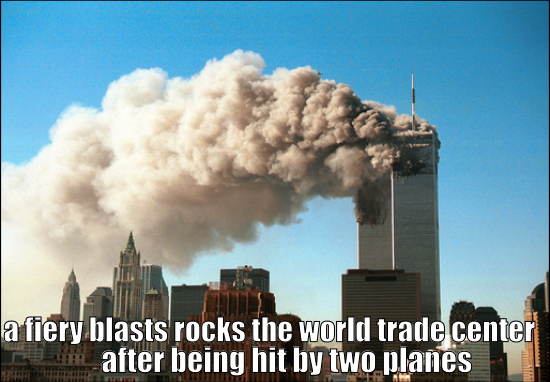 a fiery blasts rocks the world trade center
after being hit by two planes